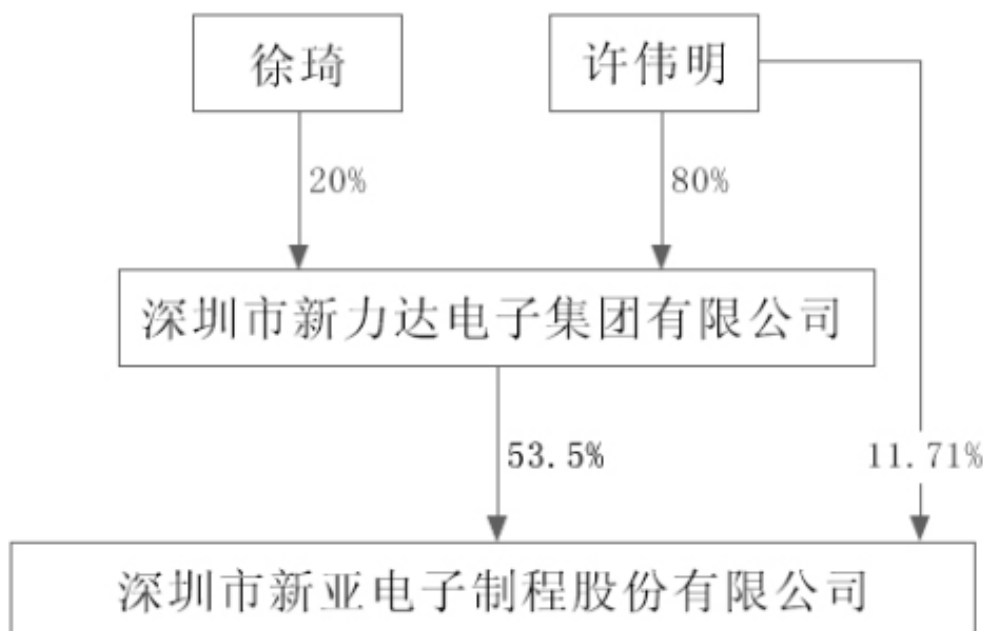 徐琦
许伟明
20%
80%
深圳市新力达电子集团有限公司
53.5%
11.71%
深圳市新亚电子制程股份有限公司